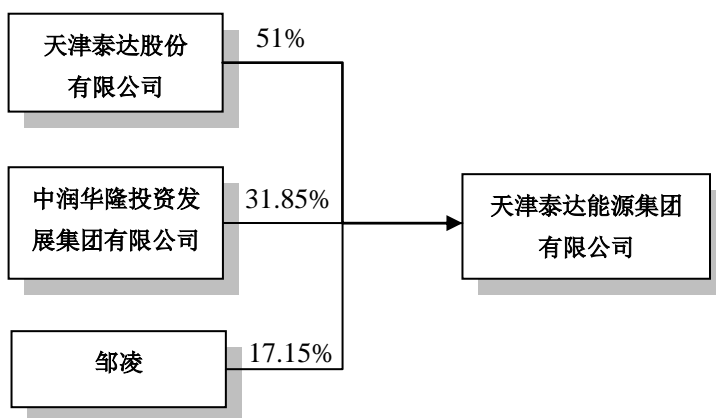 天津泰达股份
有限公司
51%
中润华隆投资发
展集团有限公司
31.85%
邹凌
17.15%
天津泰达能源集团
有限公司